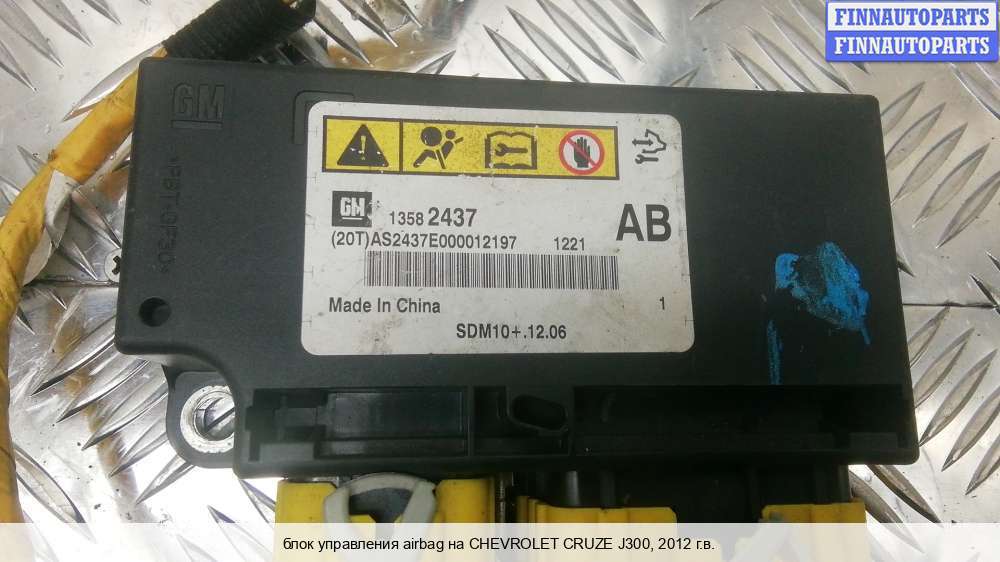 FINNAUTOPARTS
FINNAUTOPARTS
GM
>PBT-GF30<
GM 1358 2437
AB
(20T)AS2437E000012197 1221
Made In China 1
SDM10+.12.06
блок управления airbag на CHEVROLET CRUZE J300, 2012 г.в.